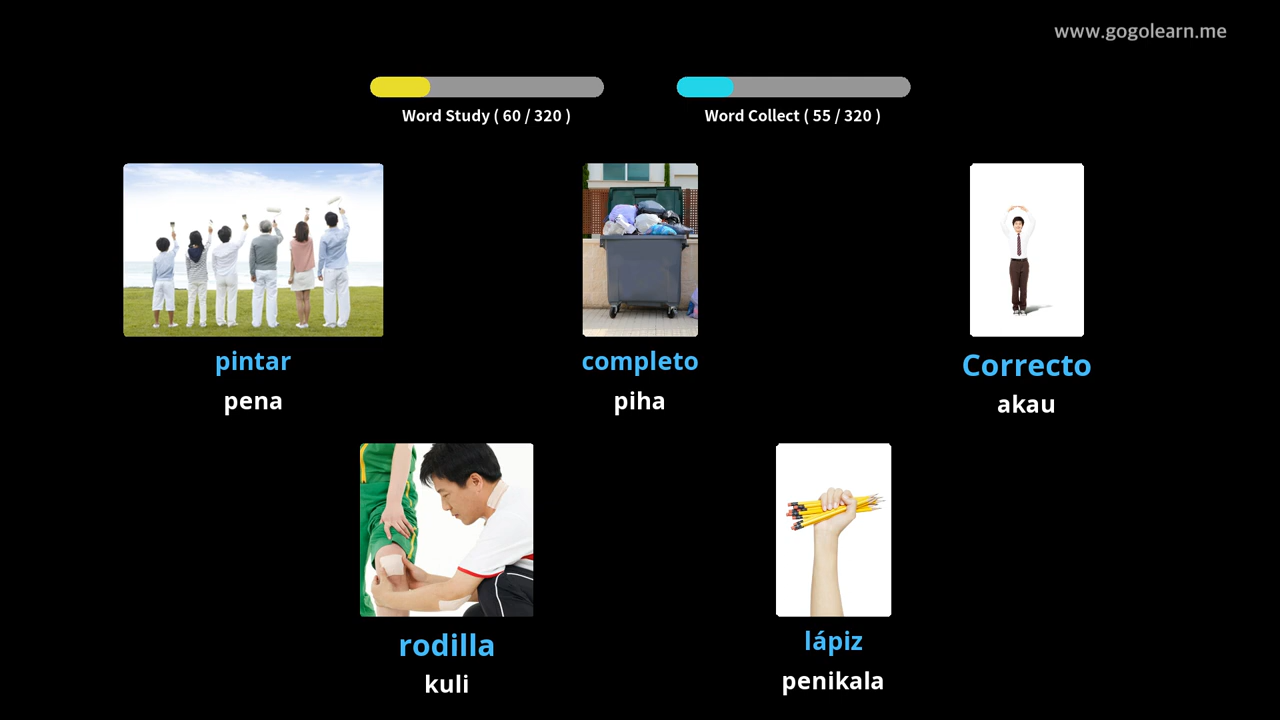 www.gogolearn.me
Word Study ( 60 / 320 )
Word Collect ( 55 / 320 )
pintar
pena
completo
piha
Correcto
akau
rodilla
kuli
lápiz
penikala